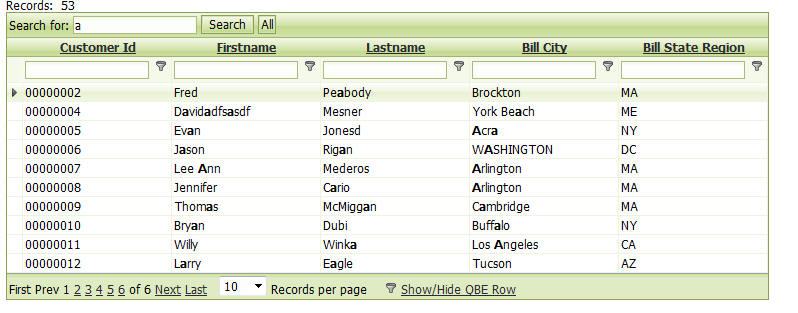 Records: 53
Search for: a Search All
Customer Id Firstname Lastname Bill City Bill State Region
00000002 Fred Peabody Brockton MA
00000004 Davidadfsasdf Mesner York Beach ME
00000005 Evan Jonesd Acra NY
00000006 Jason Rigan WASHINGTON DC
00000007 Lee Ann Mederos Arlington MA
00000008 Jennifer Cario Arlington MA
00000009 Thomas McMiggan Cambridge MA
00000010 Bryan Dubi Buffalo NY
00000011 Willy Winka Los Angeles CA
00000012 Larry Eagle Tucson AZ
First Prev 1 2 3 4 5 6 of 6 Next Last 10 Records per page Show/Hide QBE Row